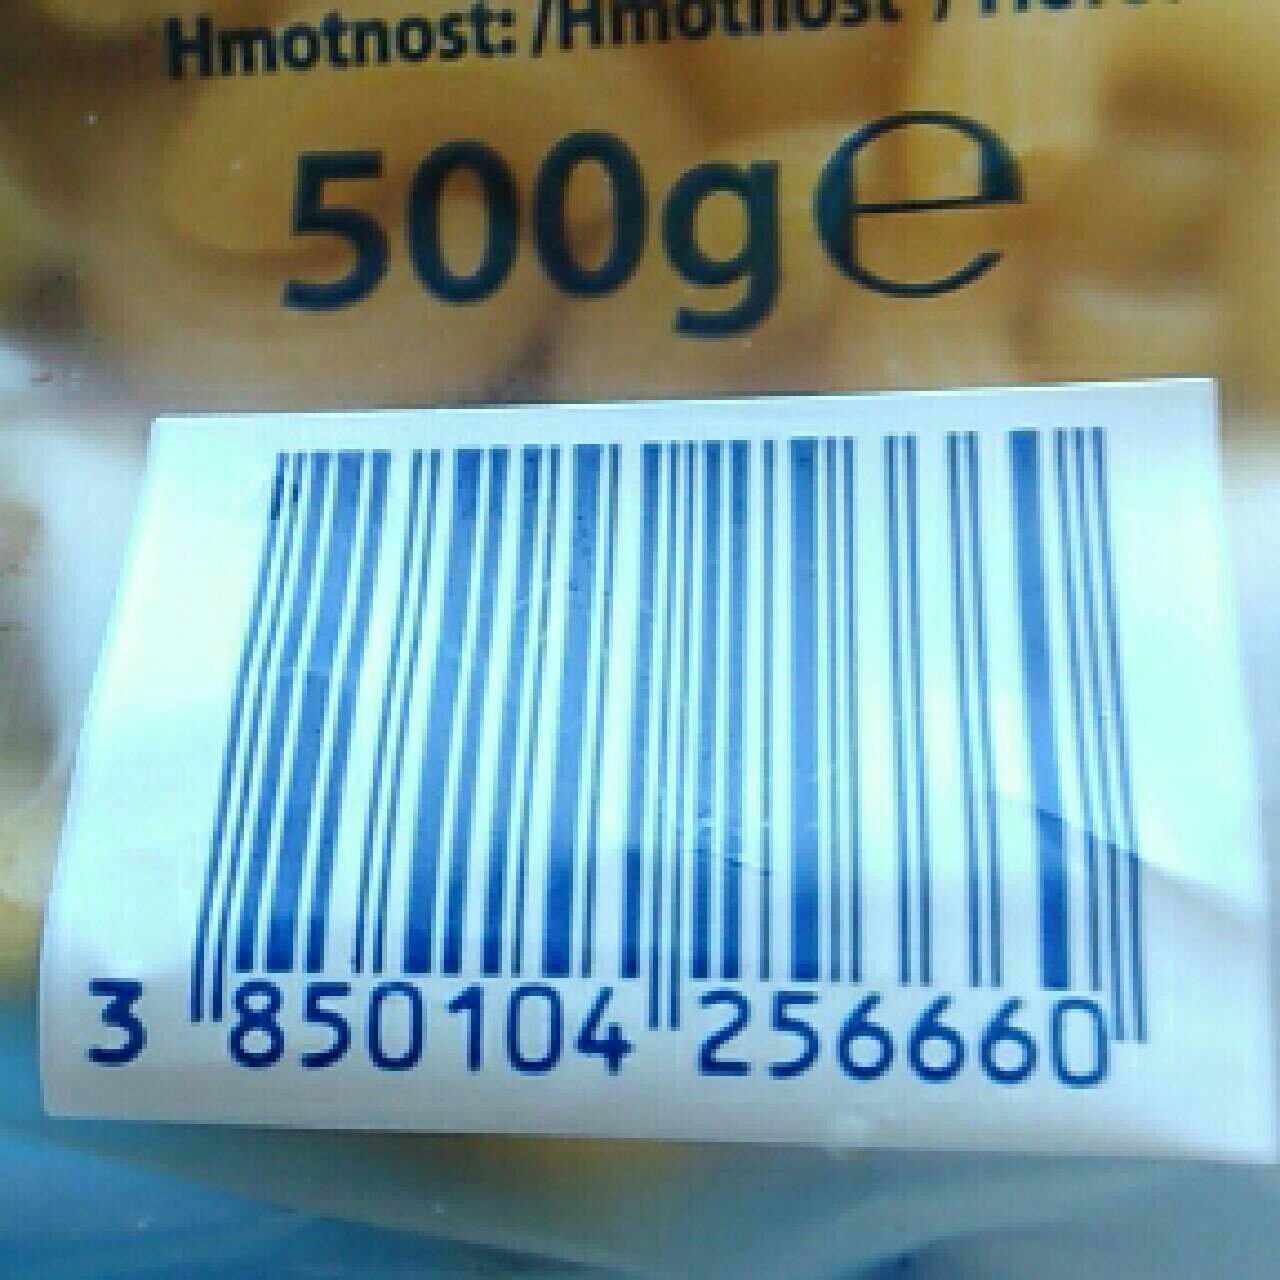 Hmotnost: /Hmotnost /
500g e
3 850104 256660